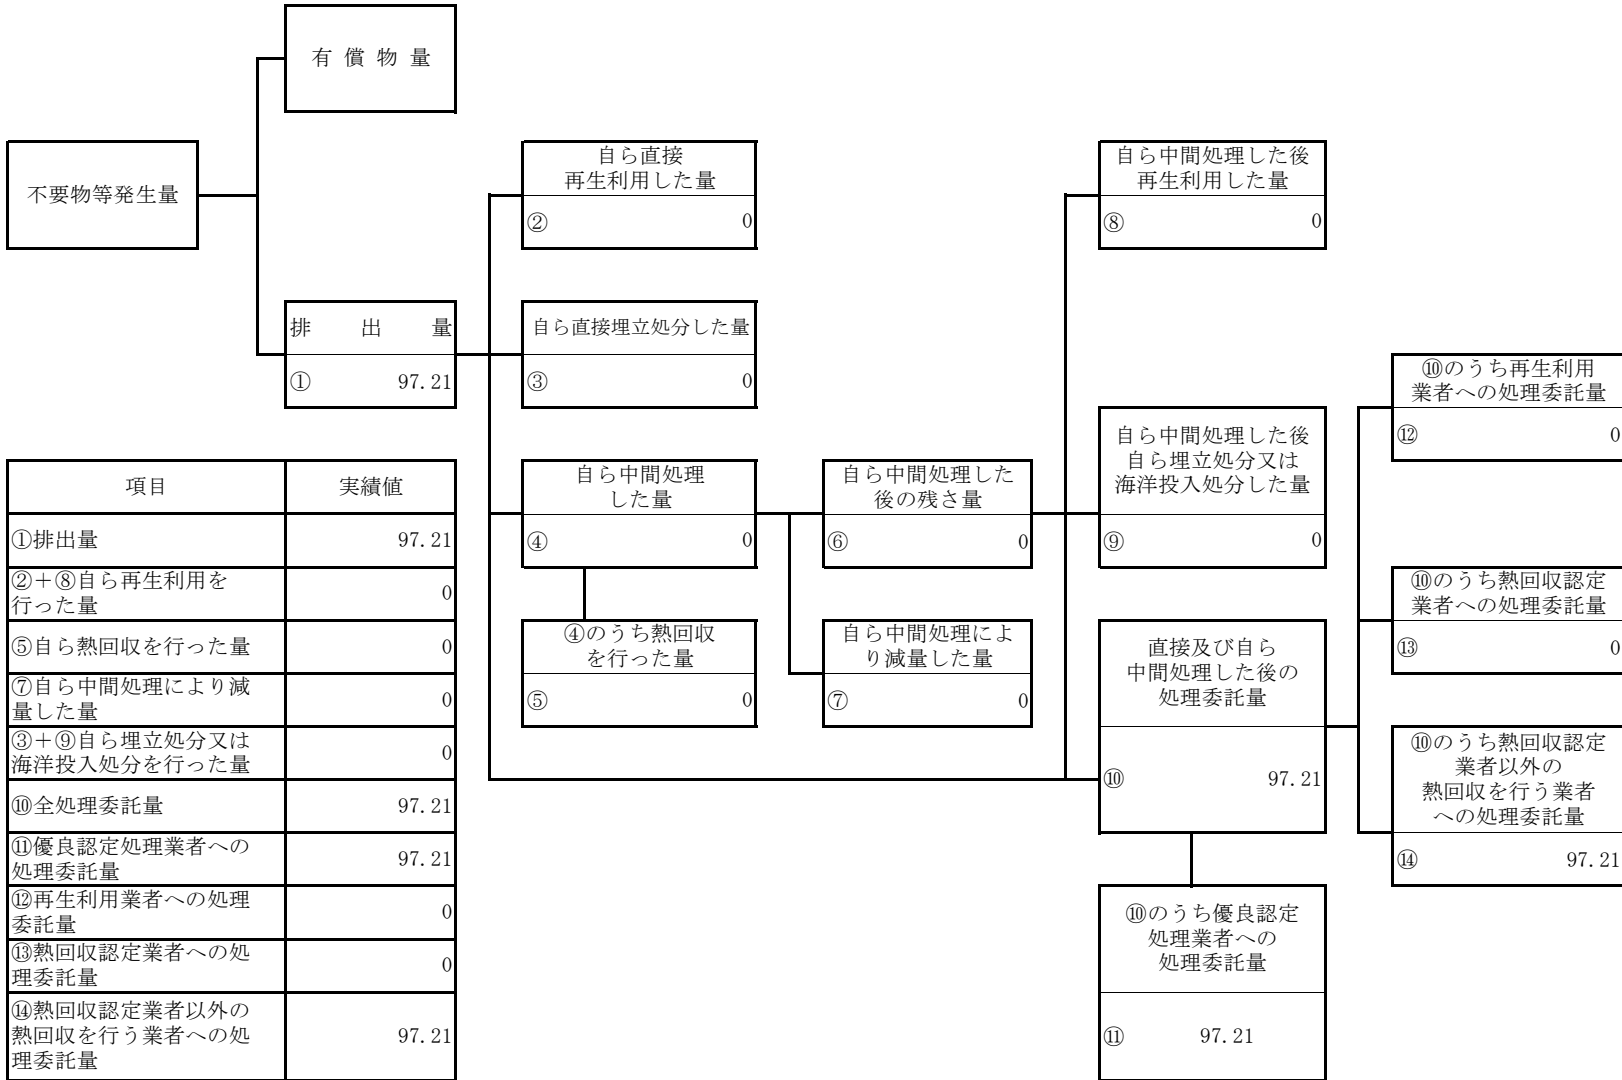 有償物量
不要物等発生量
自ら直接
再生利用した量
② 0
自ら中間処理した後
再生利用した量
⑧ 0
排出量
① 97.21
自ら直接埋立処分した量
③ 0
⑩のうち再生利用
業者への処理委託量
⑫ 0
自ら中間処理
した量
④ 0
自ら中間処理した
後の残さ量
⑥ 0
自ら中間処理した後
自ら埋立処分又は
海洋投入処分した量
⑨ 0
⑩のうち熱回収認定
業者への処理委託量
⑬ 0
④のうち熱回収
を行った量
⑤ 0
自ら中間処理によ
り減量した量
⑦ 0
直接及び自ら
中間処理した後の
処理委託量
⑩ 97.21
⑩のうち熱回収認定
業者以外の
熱回収を行う業者
への処理委託量
⑭ 97.21
⑩のうち優良認定
処理業者への
処理委託量
⑪ 97.21
項目 実績値
①排出量 97.21
②+⑧自ら再生利用を
行った量 0
⑤自ら熱回収を行った量 0
⑦自ら中間処理により減
量した量 0
③+⑨自ら埋立処分又は
海洋投入処分を行った量 0
⑩全処理委託量 97.21
⑪優良認定処理業者への
処理委託量 97.21
⑫再生利用業者への処理
委託量 0
⑬熱回収認定業者への処
理委託量 0
⑭熱回収認定業者以外の
熱回収を行う業者への処
理委託量 97.21